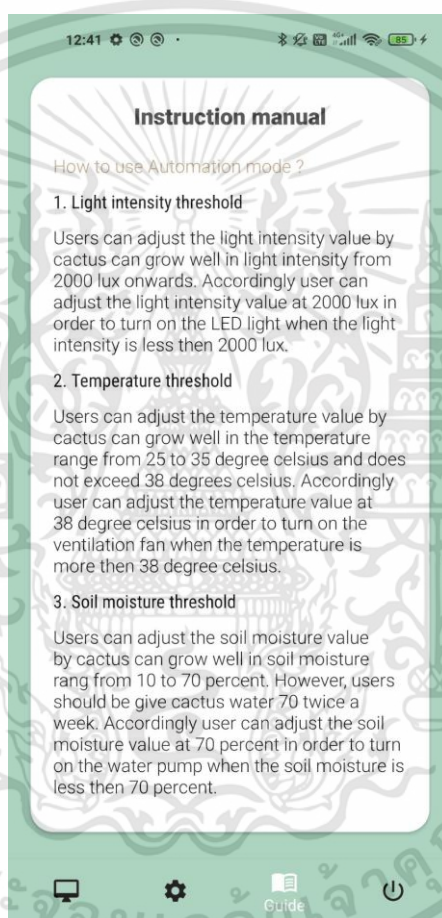 12:41
85
Instruction manual
How to use Automation mode ?
1. Light intensity threshold
Users can adjust the light intensity value by
cactus can grow well in light intensity from
2000 lux onwards. Accordingly user can
adjust the light intensity value at 2000 lux in
order to turn on the LED light when the light
intensity is less then 2000 lux.
2. Temperature threshold
Users can adjust the temperature value by
cactus can grow well in the temperature
range from 25 to 35 degree celsius and does
not exceed 38 degrees celsius. Accordingly
user can adjust the temperature value at
38 degree celsius in order to turn on the
ventilation fan when the temperature is
more then 38 degree celsius.
3. Soil moisture threshold
Users can adjust the soil moisture value
by cactus can grow well in soil moisture
rang from 10 to 70 percent. However, users
should be give cactus water 70 twice a
week. Accordingly user can adjust the soil
moisture value at 70 percent in order to turn
on the water pump when the soil moisture is
less then 70 percent.
Guide